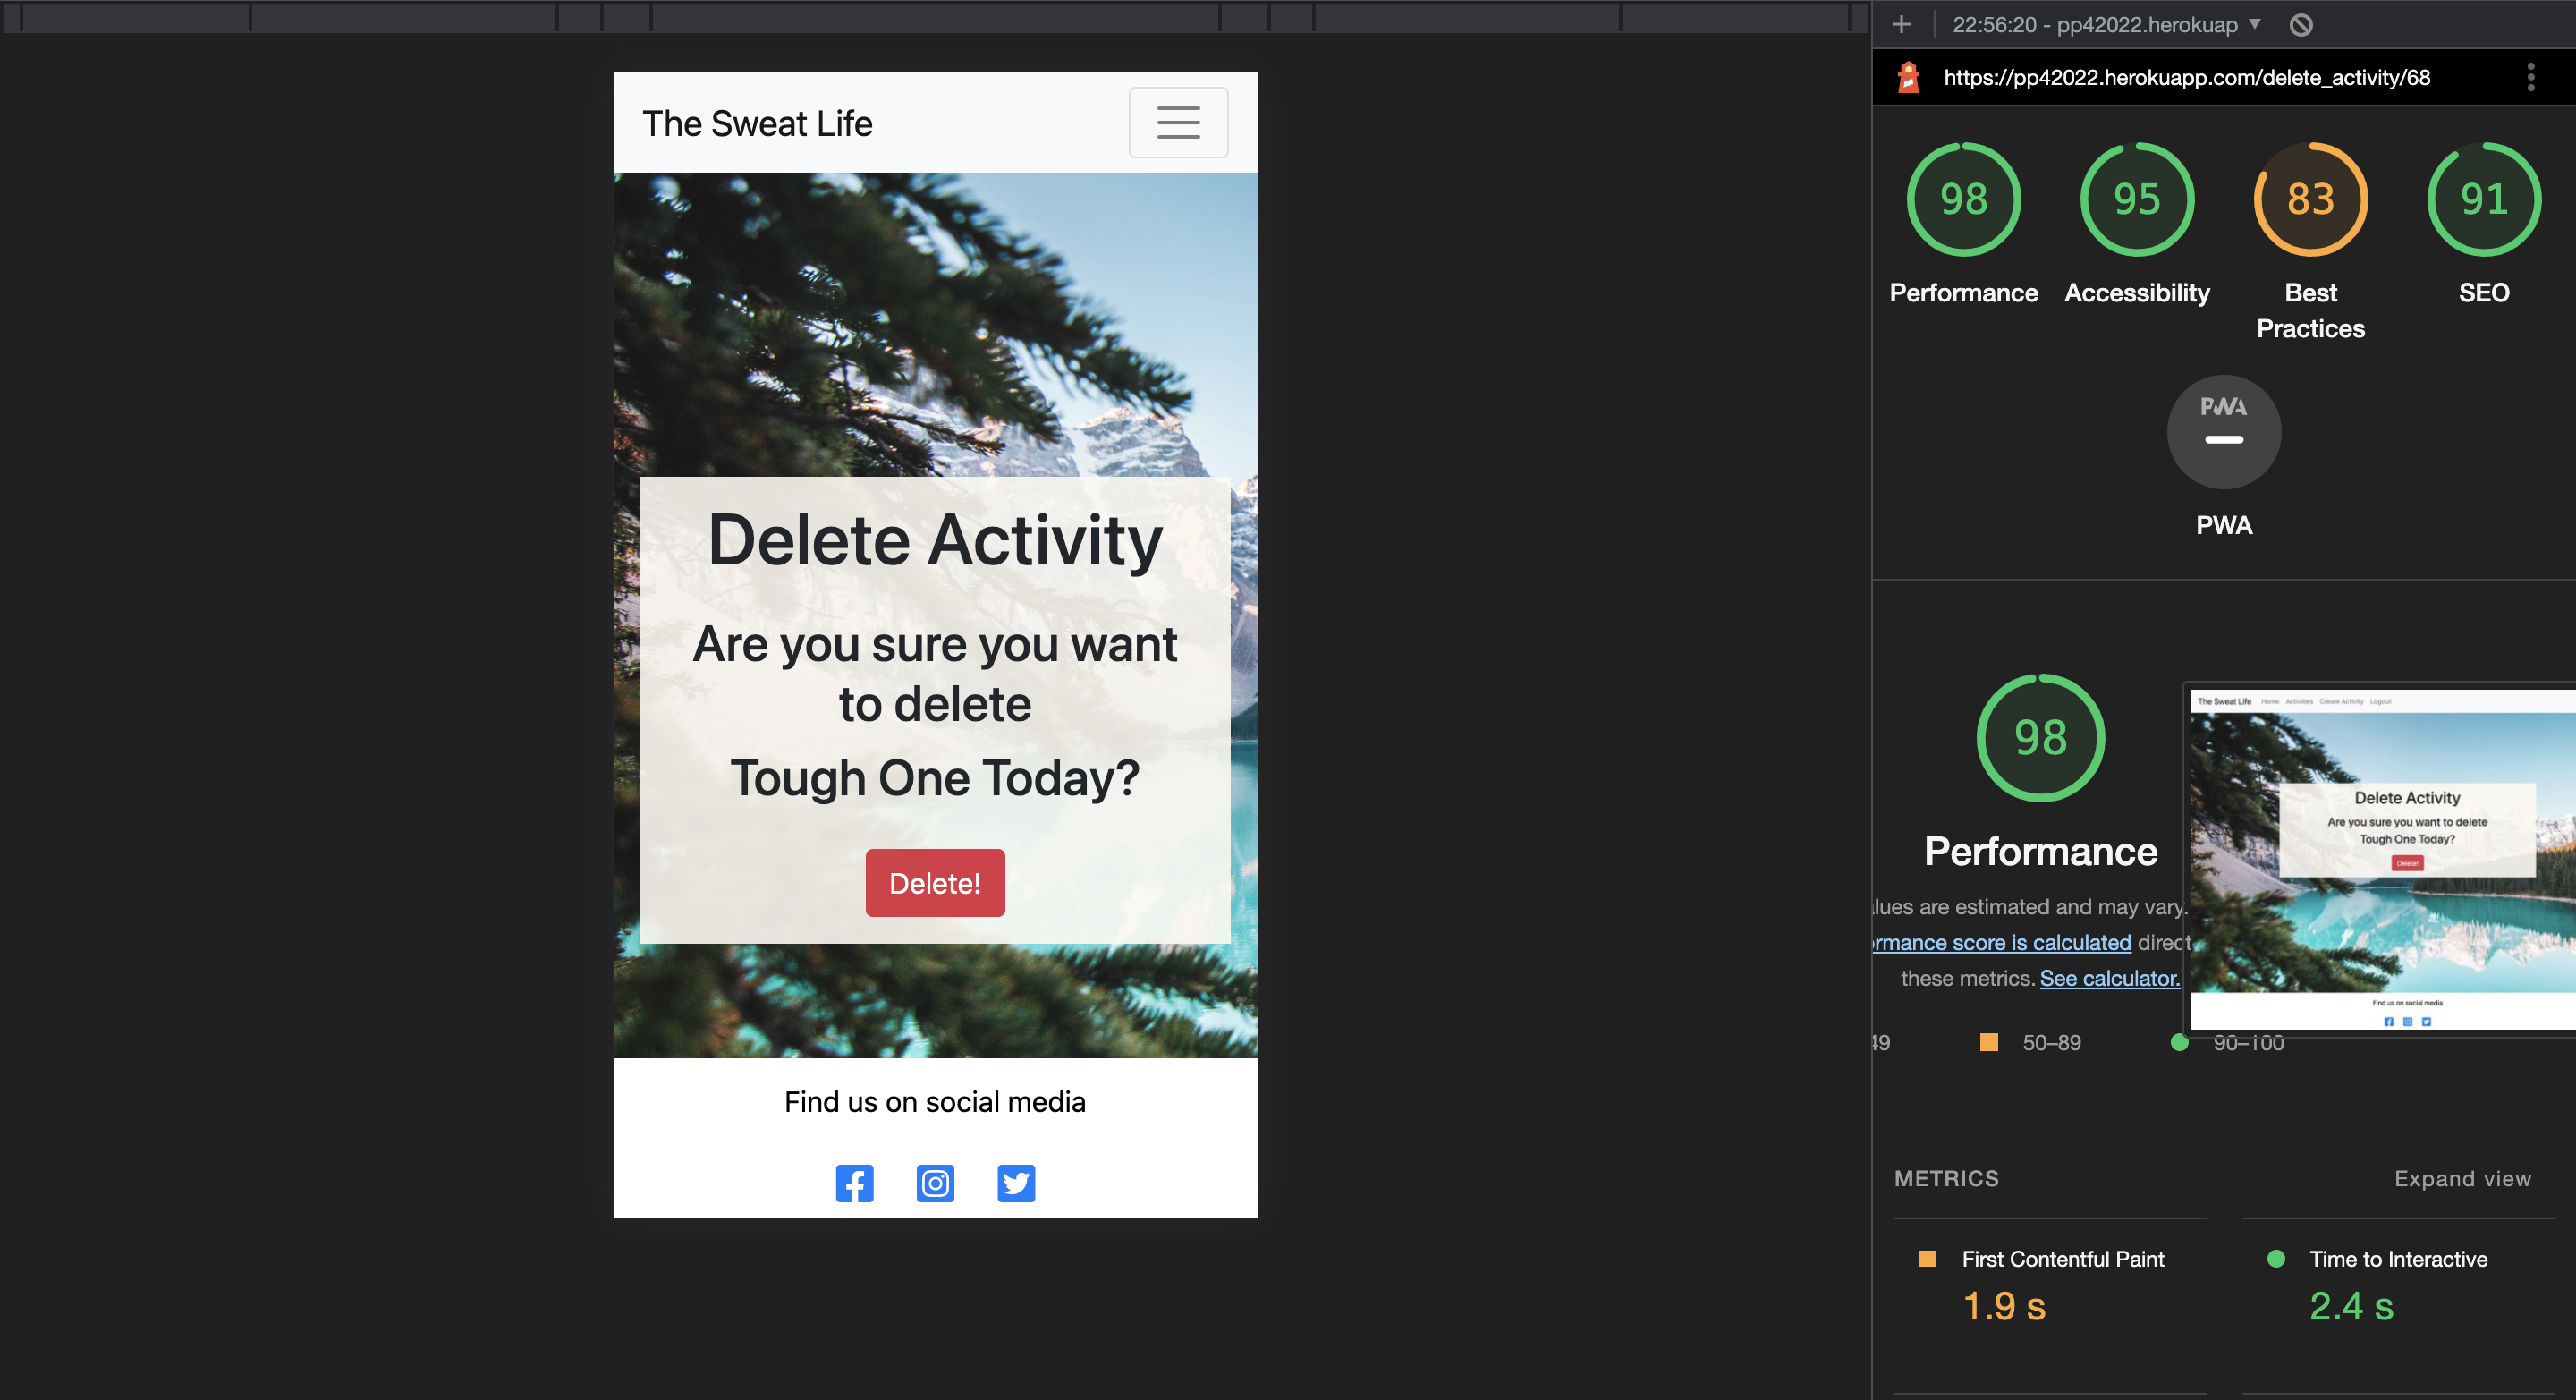 The Sweat Life
Delete Activity
Are you sure you want
to delete
Tough One Today?
Delete!
Find us on social media
22:56:20 - pp42022.herokuap
https://pp42022.herokuapp.com/delete_activity/68
98
95
83
91
Performance
Accessibility
Best
Practices
SEO
PWA
PWA
98
Performance
The Sweat Life Home Activities Create Activity Logout
Delete Activity
Are you sure you want to delete
Tough One Today?
Delete!
Find us on social media
lues are estimated and may vary.
ormance score is calculated direct
these metrics. See calculator.
49
50–89
90–100
METRICS
Expand view
First Contentful Paint
1.9 s
Time to Interactive
2.4 s